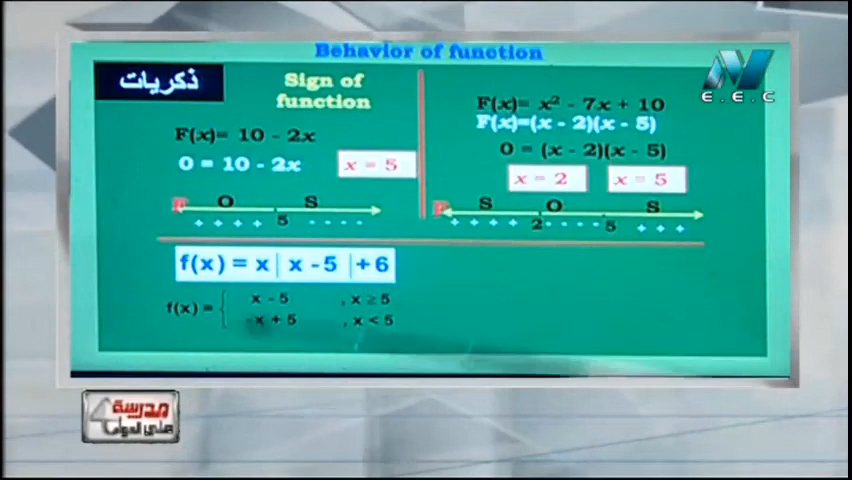 Behavior of function
ذكريات
Sign of
function
F(x)= 10 - 2x
0 = 10 - 2x
x = 5
F O S
+ + + + 5 - - - -
F(x)= x² - 7x + 10
F(x)=(x - 2)(x - 5)
0 = (x - 2)(x - 5)
x = 2
x = 5
F S O S
+ + + + 2 - - - - 5 + + +
f(x) = x | x - 5 | + 6
f(x) = { x - 5 , x ≥ 5
-x + 5 , x < 5
E.E.C
مدرسة
على الهواء